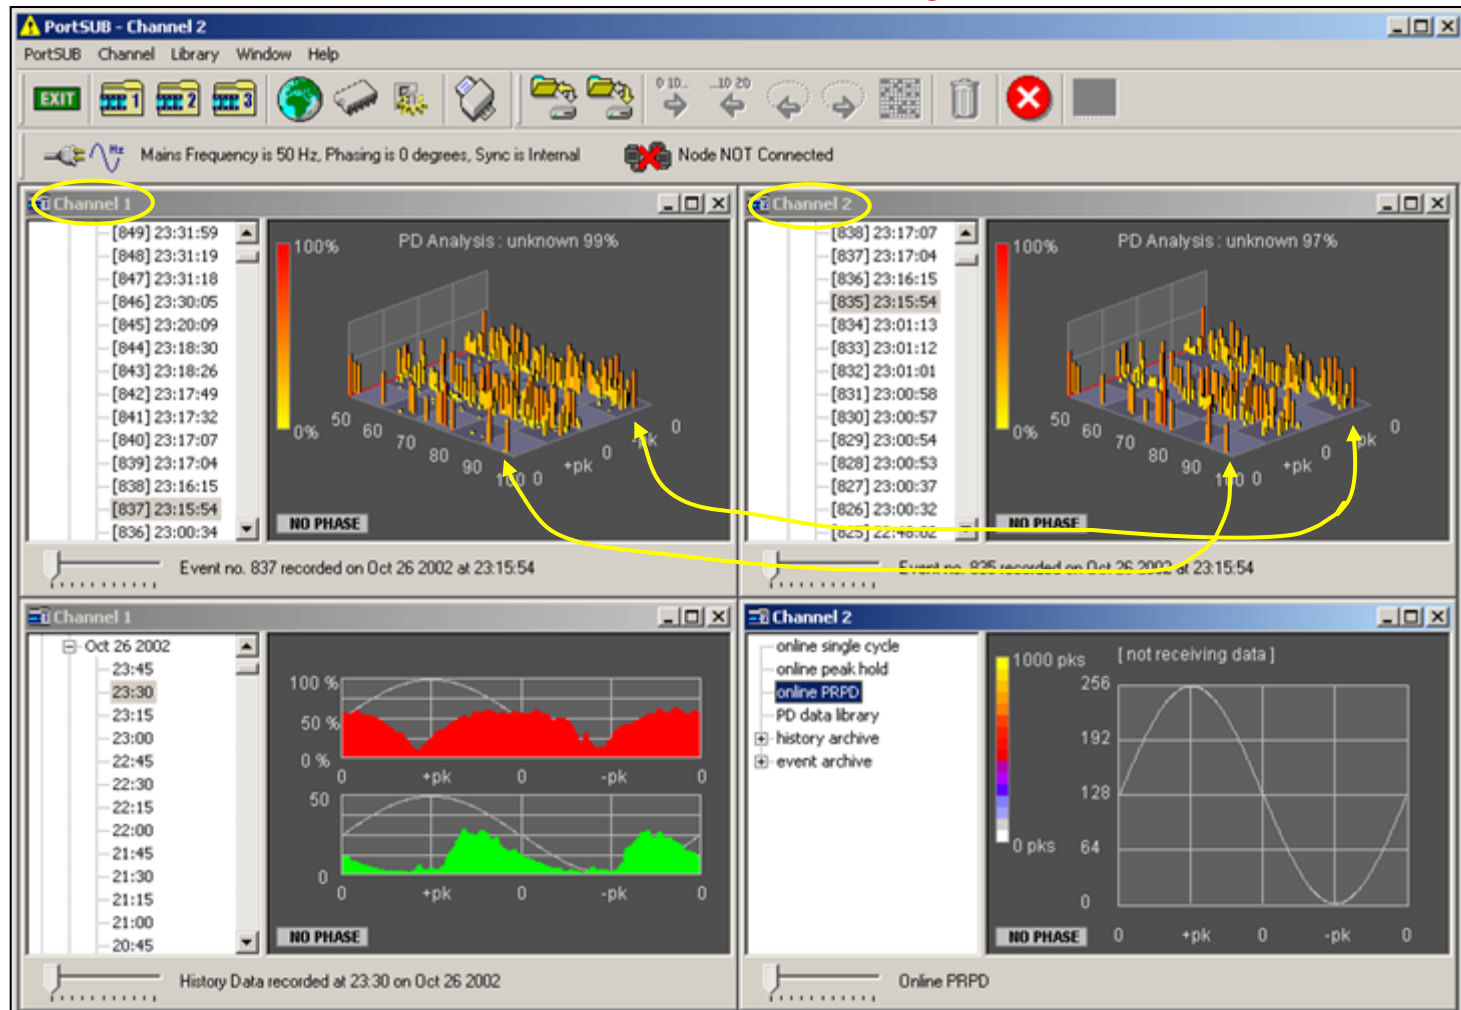 PortSUB - Channel 2
PortSUB Channel Library Window Help
EXIT 1 2 3 0 10... ...10 20
Hz Mains Frequency is 50 Hz, Phasing is 0 degrees, Sync is Internal Node NOT Connected
Channel 1
[849] 23:31:59
[848] 23:31:19
[847] 23:31:18
[846] 23:30:05
[845] 23:20:09
[844] 23:18:30
[843] 23:18:26
[842] 23:17:49
[841] 23:17:32
[840] 23:17:07
[839] 23:17:04
[838] 23:16:15
[837] 23:15:54
[836] 23:00:34
PD Analysis : unknown 99%
100%
0%
50 60 70 80 90 100
0 +pk 0 -pk 0
NO PHASE
Event no. 837 recorded on Oct 26 2002 at 23:15:54
Channel 2
[838] 23:17:07
[837] 23:17:04
[836] 23:16:15
[835] 23:15:54
[834] 23:01:13
[833] 23:01:12
[832] 23:01:01
[831] 23:00:58
[830] 23:00:57
[829] 23:00:54
[828] 23:00:53
[827] 23:00:37
[826] 23:00:32
[825] 22:48:02
PD Analysis : unknown 97%
100%
0%
50 60 70 80 90 100
0 +pk 0 -pk 0
NO PHASE
Event no. 835 recorded on Oct 26 2002 at 23:15:54
Channel 1
Oct 26 2002
23:45
23:30
23:15
23:00
22:45
22:30
22:15
22:00
21:45
21:30
21:15
21:00
20:45
100 %
50 %
0 %
0 +pk 0 -pk 0
50
0
0 +pk 0 -pk 0
NO PHASE
History Data recorded at 23:30 on Oct 26 2002
Channel 2
online single cycle
online peak hold
online PRPD
PD data library
history archive
event archive
1000 pks
0 pks
[ not receiving data ]
256
192
128
64
0
NO PHASE 0 +pk 0 -pk 0
Online PRPD